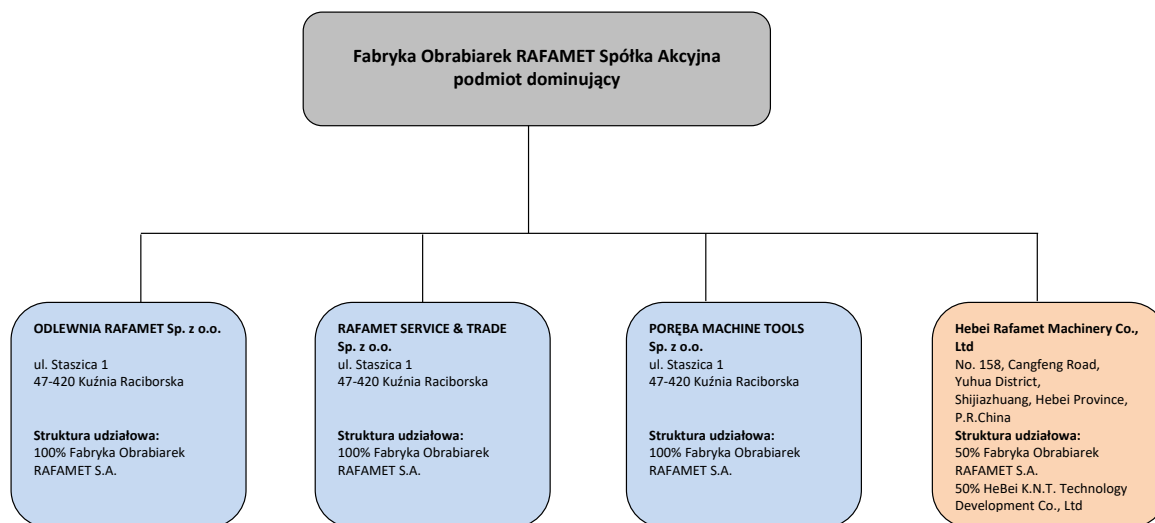 Fabryka Obrabiarek RAFAMET Spółka Akcyjna
podmiot dominujący
ODLEWNIA RAFAMET Sp. z o.o.
ul. Staszica 1
47-420 Kuźnia Raciborska
Struktura udziałowa:
100% Fabryka Obrabiarek
RAFAMET S.A.
RAFAMET SERVICE & TRADE
Sp. z o.o.
ul. Staszica 1
47-420 Kuźnia Raciborska
Struktura udziałowa:
100% Fabryka Obrabiarek
RAFAMET S.A.
PORĘBA MACHINE TOOLS
Sp. z o.o.
ul. Staszica 1
47-420 Kuźnia Raciborska
Struktura udziałowa:
100% Fabryka Obrabiarek
RAFAMET S.A.
Hebei Rafamet Machinery Co.,
Ltd
No. 158, Cangfeng Road,
Yuhua District,
Shijiazhuang, Hebei Province,
P.R.China
Struktura udziałowa:
50% Fabryka Obrabiarek
RAFAMET S.A.
50% HeBei K.N.T. Technology
Development Co., Ltd